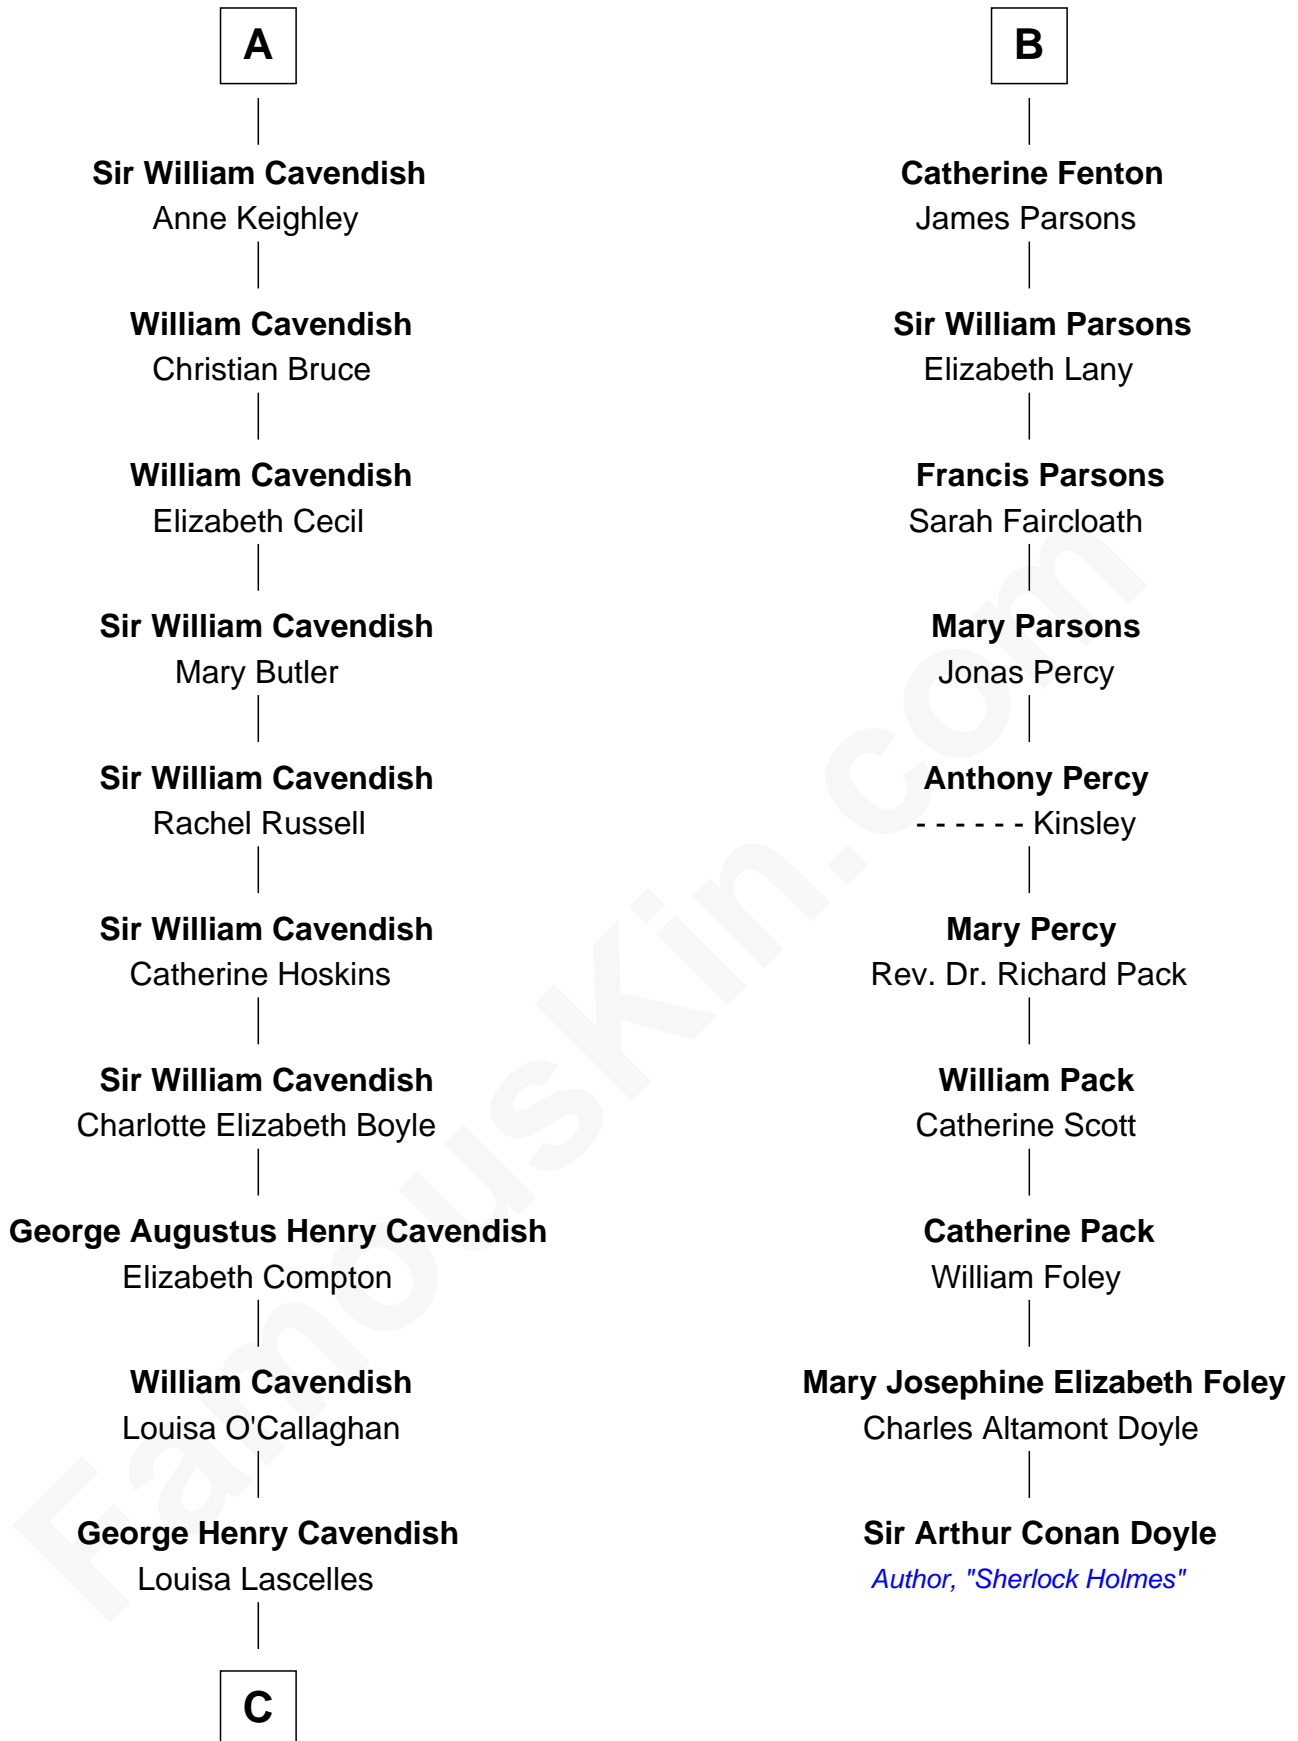 A
Sir William Cavendish
Anne Keighley
William Cavendish
Christian Bruce
William Cavendish
Elizabeth Cecil
Sir William Cavendish
Mary Butler
Sir William Cavendish
Rachel Russell
Sir William Cavendish
Catherine Hoskins
Sir William Cavendish
Charlotte Elizabeth Boyle
George Augustus Henry Cavendish
Elizabeth Compton
William Cavendish
Louisa O'Callaghan
George Henry Cavendish
Louisa Lascelles
C
B
Catherine Fenton
James Parsons
Sir William Parsons
Elizabeth Lany
Francis Parsons
Sarah Faircloath
Mary Parsons
Jonas Percy
Anthony Percy
- - - - - - Kinsley
Mary Percy
Rev. Dr. Richard Pack
William Pack
Catherine Scott
Catherine Pack
William Foley
Mary Josephine Elizabeth Foley
Charles Altamont Doyle
Sir Arthur Conan Doyle
Author, "Sherlock Holmes"
FamousKin.com